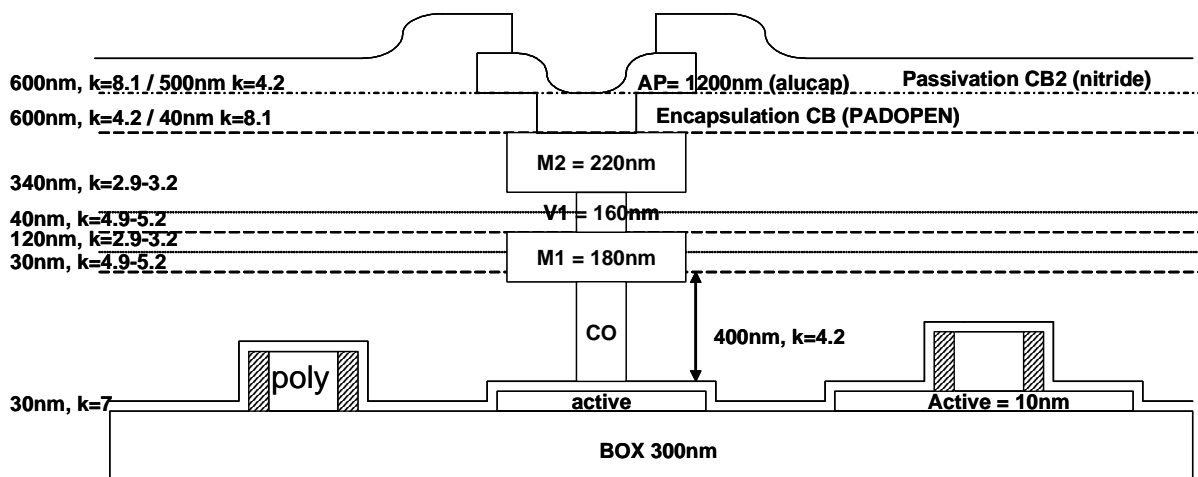 600nm, k=8.1 / 500nm k=4.2
AP= 1200nm (alucap)
Passivation CB2 (nitride)
600nm, k=4.2 / 40nm k=8.1
Encapsulation CB (PADOPEN)
M2 = 220nm
340nm, k=2.9-3.2
40nm, k=4.9-5.2
V1 = 160nm
120nm, k=2.9-3.2
30nm, k=4.9-5.2
M1 = 180nm
CO
400nm, k=4.2
poly
30nm, k=7
active
Active = 10nm
BOX 300nm